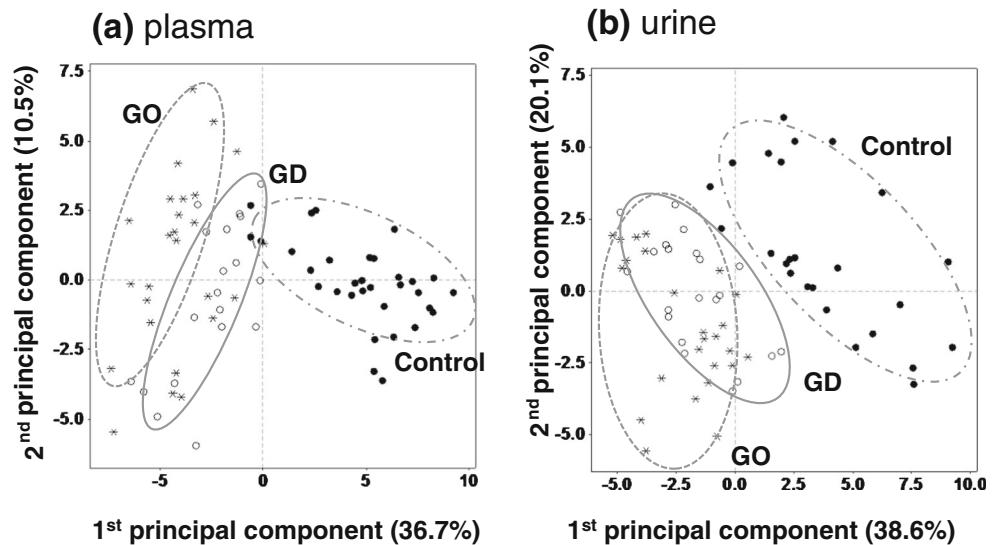 (a) plasma
2nd principal component (10.5%)
7.5
5.0
2.5
0.0
-2.5
-5.0
GO
GD
Control
-5
0
5
10
1st principal component (36.7%)
(b) urine
2nd principal component (20.1%)
7.5
5.0
2.5
0.0
-2.5
-5.0
Control
GD
GO
-5.0
-2.5
0.0
2.5
5.0
7.5
10.0
1st principal component (38.6%)